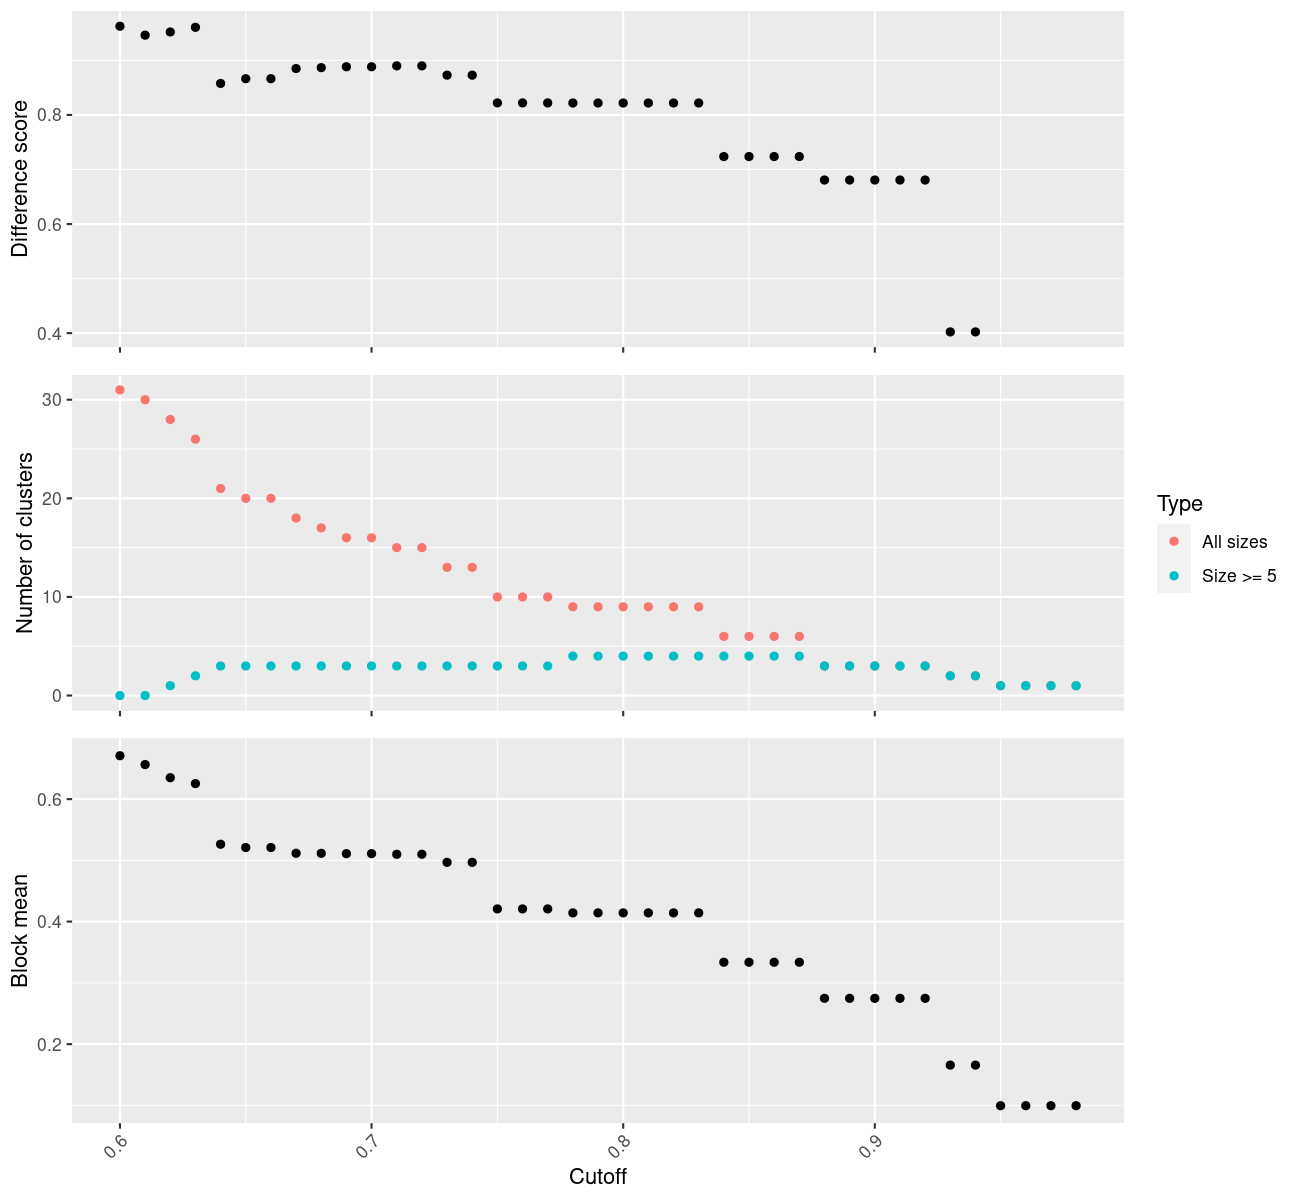 Difference score
0.8
0.6
0.4
Number of clusters
30
20
10
0
Type
All sizes
Size >= 5
Block mean
0.6
0.4
0.2
0.6
0.7
0.8
0.9
Cutoff